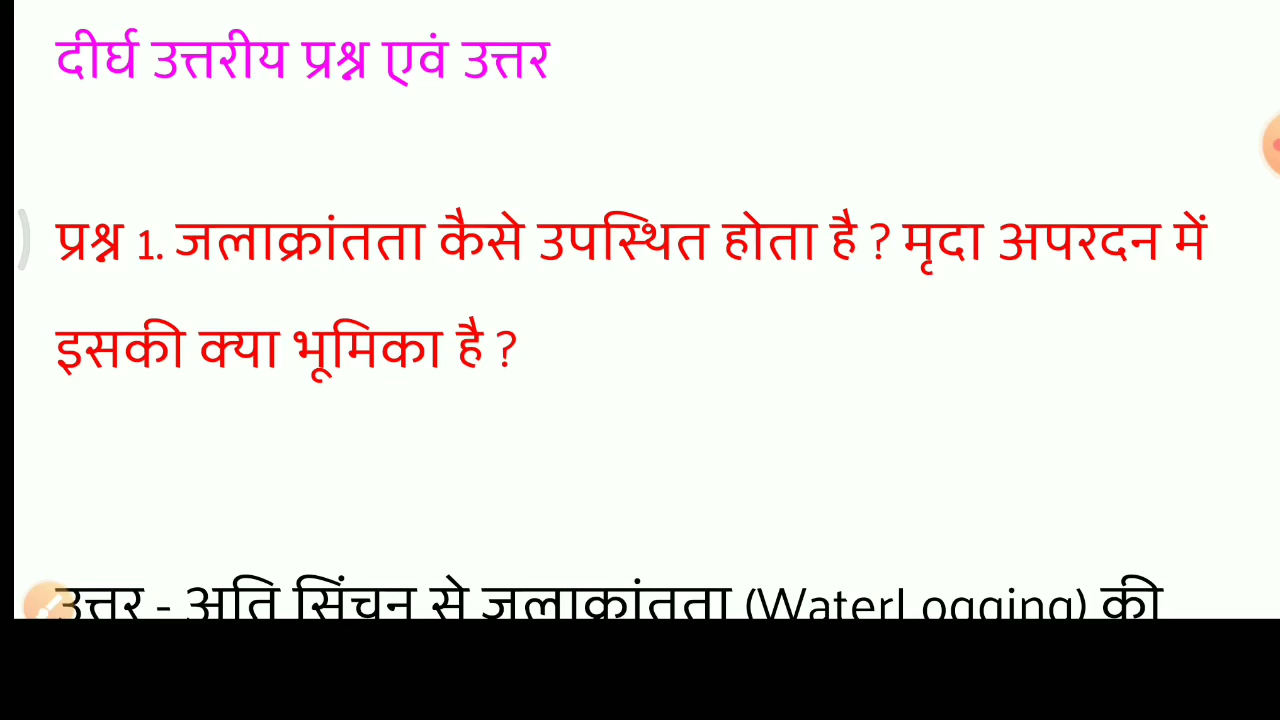 दीर्घ उत्तरीय प्रश्न एवं उत्तर
प्रश्न 1. जलाक्रांतता कैसे उपस्थित होता है ? मृदा अपरदन में
इसकी क्या भूमिका है ?
उत्तर - अति सिंचन से जलाक्रांतता (WaterLogging) की